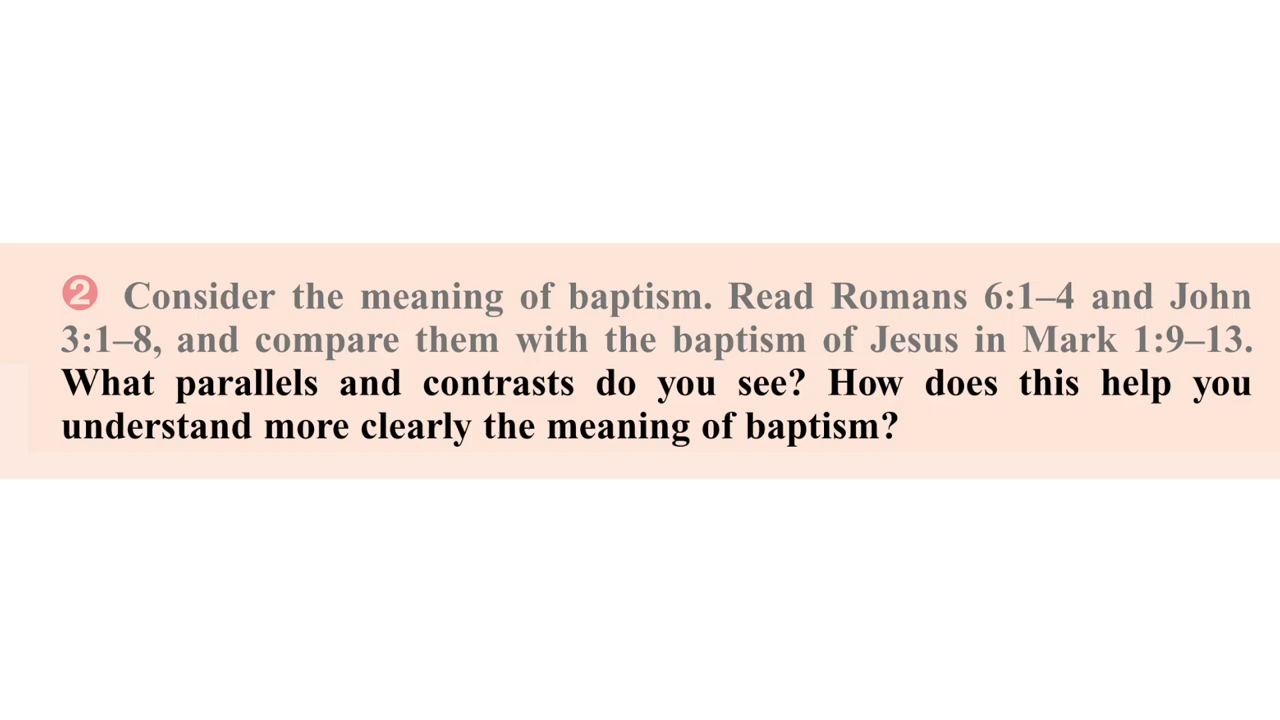 ❷ Consider the meaning of baptism. Read Romans 6:1–4 and John
3:1–8, and compare them with the baptism of Jesus in Mark 1:9–13.
What parallels and contrasts do you see? How does this help you
understand more clearly the meaning of baptism?